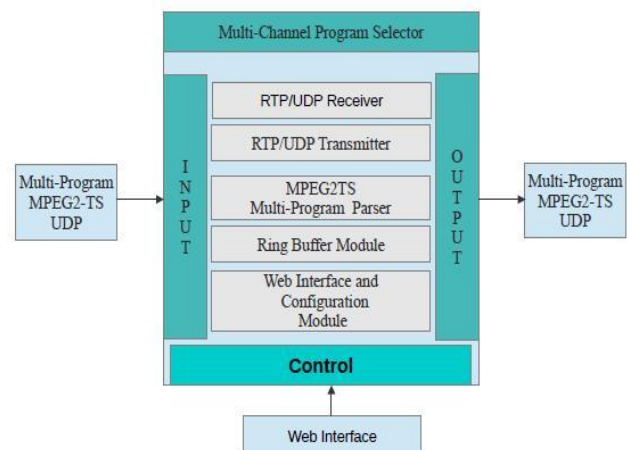 Multi-Channel Program Selector
Multi-Program
MPEG2-TS
UDP
I
N
P
U
T
RTP/UDP Receiver
RTP/UDP Transmitter
MPEG2TS
Multi-Program Parser
Ring Buffer Module
Web Interface and
Configuration
Module
O
U
T
P
U
T
Multi-Program
MPEG2-TS
UDP
Control
Web Interface